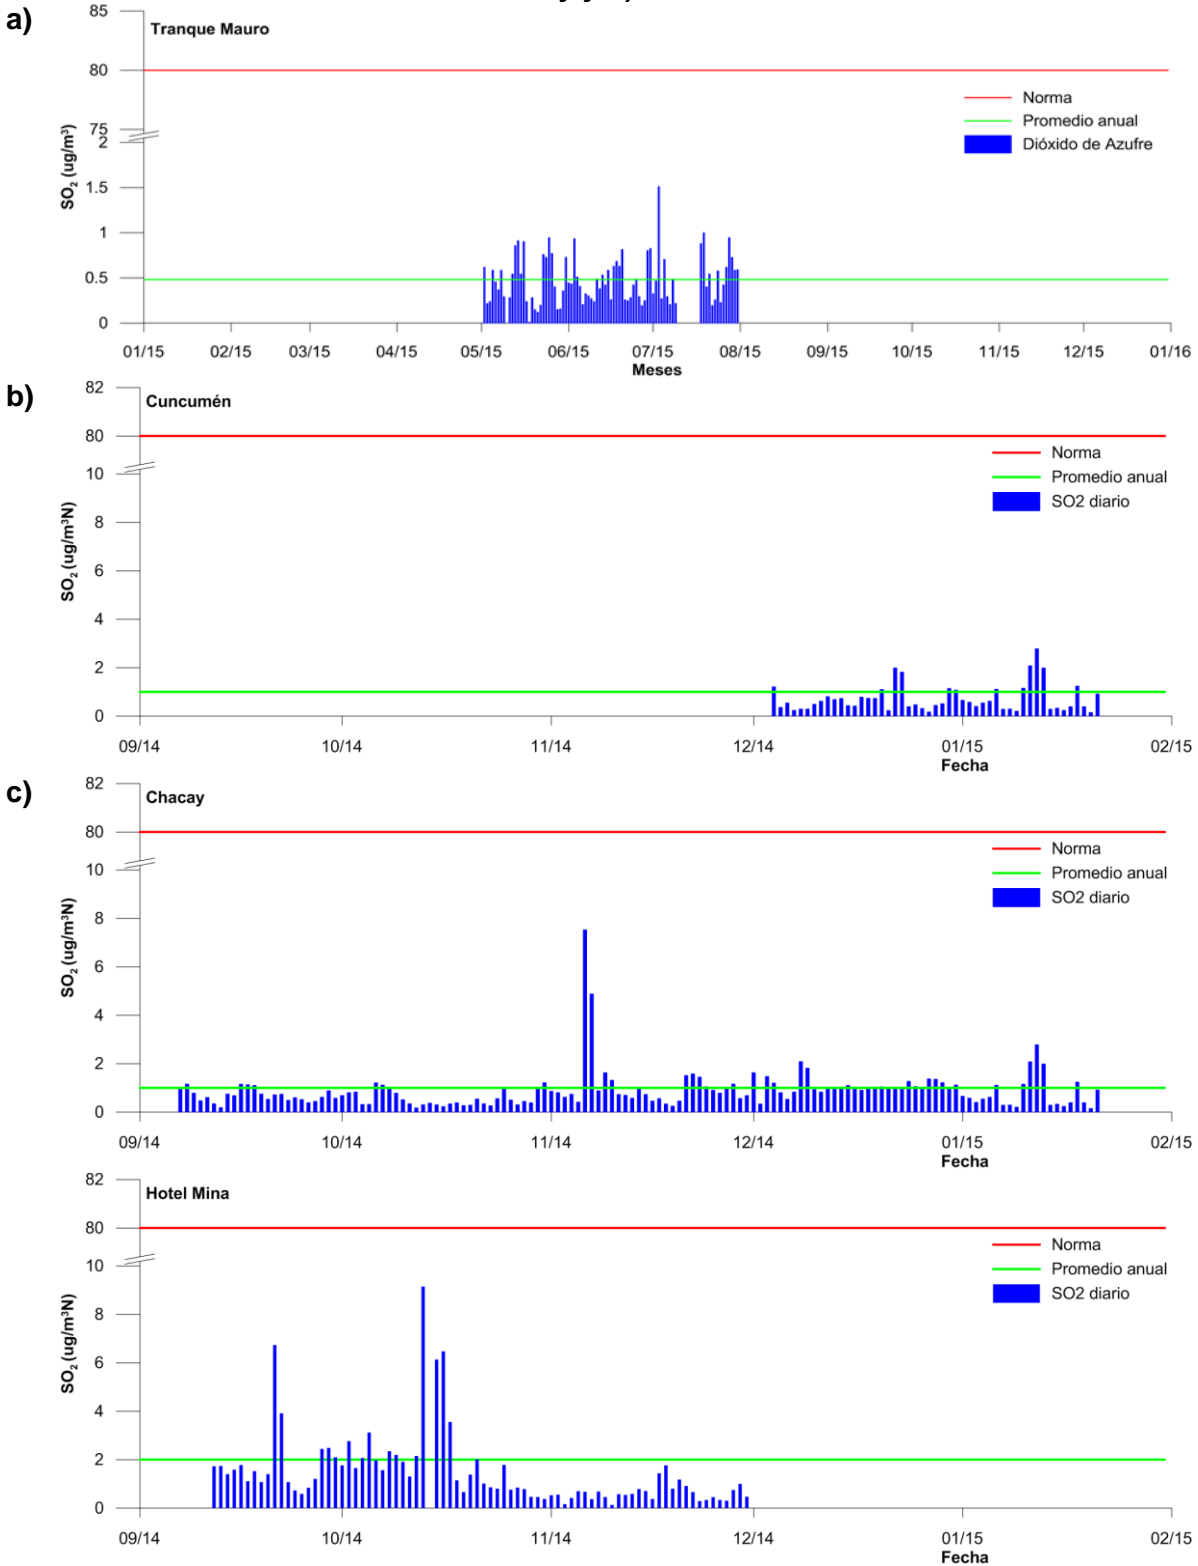 a)
85
Tranque Mauro
80
Norma
Promedio anual
Dióxido de Azufre
75
2
1.5
1
0.5
0
SO2 (ug/m³)
01/15 02/15 03/15 04/15 05/15 06/15 07/15 08/15 09/15 10/15 11/15 12/15 01/16
Meses
b)
82
Cuncumén
80
Norma
Promedio anual
SO2 diario
10
8
6
4
2
0
SO2 (ug/m³N)
09/14 10/14 11/14 12/14 01/15 02/15
Fecha
c)
82
Chacay
80
Norma
Promedio anual
SO2 diario
10
8
6
4
2
0
SO2 (ug/m³N)
09/14 10/14 11/14 12/14 01/15 02/15
Fecha
82
Hotel Mina
80
Norma
Promedio anual
SO2 diario
10
8
6
4
2
0
SO2 (ug/m³N)
09/14 10/14 11/14 12/14 01/15 02/15
Fecha